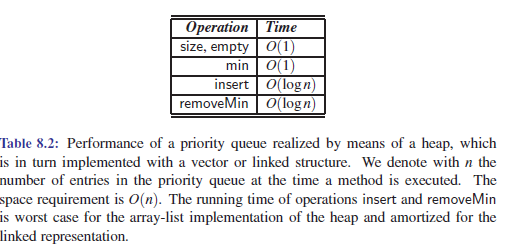 Operation Time
size, empty O(1)
min O(1)
insert O(log n)
removeMin O(log n)
Table 8.2: Performance of a priority queue realized by means of a heap, which
is in turn implemented with a vector or linked structure. We denote with n the
number of entries in the priority queue at the time a method is executed. The
space requirement is O(n). The running time of operations insert and removeMin
is worst case for the array-list implementation of the heap and amortized for the
linked representation.